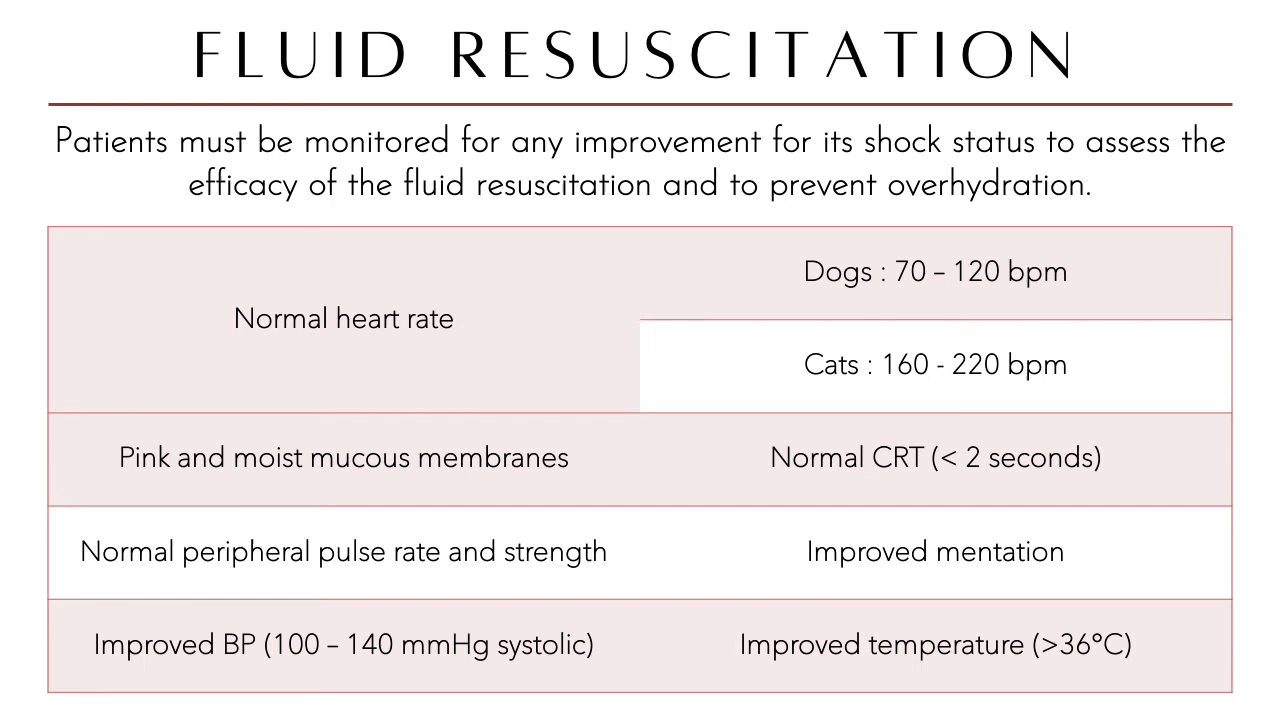 FLUID RESUSCITATION
Patients must be monitored for any improvement for its shock status to assess the
efficacy of the fluid resuscitation and to prevent overhydration.
Normal heart rate
Dogs : 70 – 120 bpm
Cats : 160 - 220 bpm
Pink and moist mucous membranes
Normal CRT (< 2 seconds)
Normal peripheral pulse rate and strength
Improved mentation
Improved BP (100 – 140 mmHg systolic)
Improved temperature (>36°C)